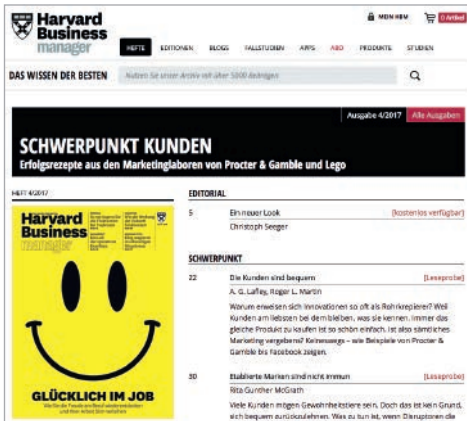 Harvard
Business
manager
MEIN HBM
0 Artikel
HEFTE EDITIONEN BLOGS FALLSTUDIEN APPS ABO PRODUKTE STUDIEN
DAS WISSEN DER BESTEN
Nutzen Sie unser Archiv mit über 5000 Beiträgen
Ausgabe 4/2017 Alle Ausgaben
SCHWERPUNKT KUNDEN
Erfolgsrezepte aus den Marketinglaboren von Procter & Gamble und Lego
HEFT 4/2017
Harvard
Business
manager
GLÜCKLICH IM JOB
EDITORIAL
5 Ein neuer Look [kostenlos verfügbar]
Christoph Seeger
SCHWERPUNKT
22 Die Kunden sind bequem [Leseprobe]
A. G. Lafley, Roger L. Martin
Warum erweisen sich Innovationen so oft als Rohrkrepierer? Weil
Kunden am liebsten bei dem bleiben, was sie kennen. Immer das
gleiche Produkt zu kaufen ist so schön einfach. Ist also sämtliches
Marketing vergebens? Keineswegs – wie Beispiele von Procter &
Gamble bis Facebook zeigen.
30 Etablierte Marken sind nicht immun [Leseprobe]
Rita Gunther McGrath
Viele Kunden mögen Gewohnheitstiere sein. Doch das ist kein Grund,
sich bequem zurückzulehnen. Was zu tun ist, wenn Disruptoren die